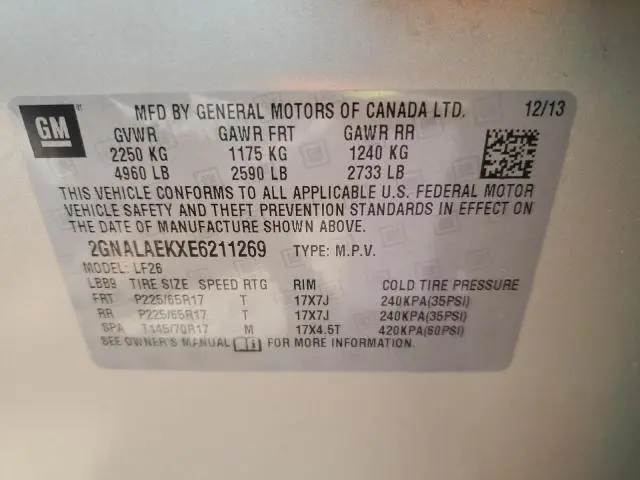 GM
MFD BY GENERAL MOTORS OF CANADA LTD. 12/13
GVWR GAWR FRT GAWR RR
2250 KG 1175 KG 1240 KG
4960 LB 2590 LB 2733 LB
THIS VEHICLE CONFORMS TO ALL APPLICABLE U.S. FEDERAL MOTOR
VEHICLE SAFETY AND THEFT PREVENTION STANDARDS IN EFFECT ON
THE DATE OF MANUFACTURE SHOWN ABOVE.
2GNALAEKXE6211269 TYPE: M.P.V.
MODEL: LF26
LBB9 TIRE SIZE SPEED RTG RIM COLD TIRE PRESSURE
FRT P225/65R17 T 17X7J 240KPA(35PSI)
RR P225/65R17 T 17X7J 240KPA(35PSI)
SPA T145/70R17 M 17X4.5T 420KPA(60PSI)
SEE OWNER'S MANUAL FOR MORE INFORMATION.